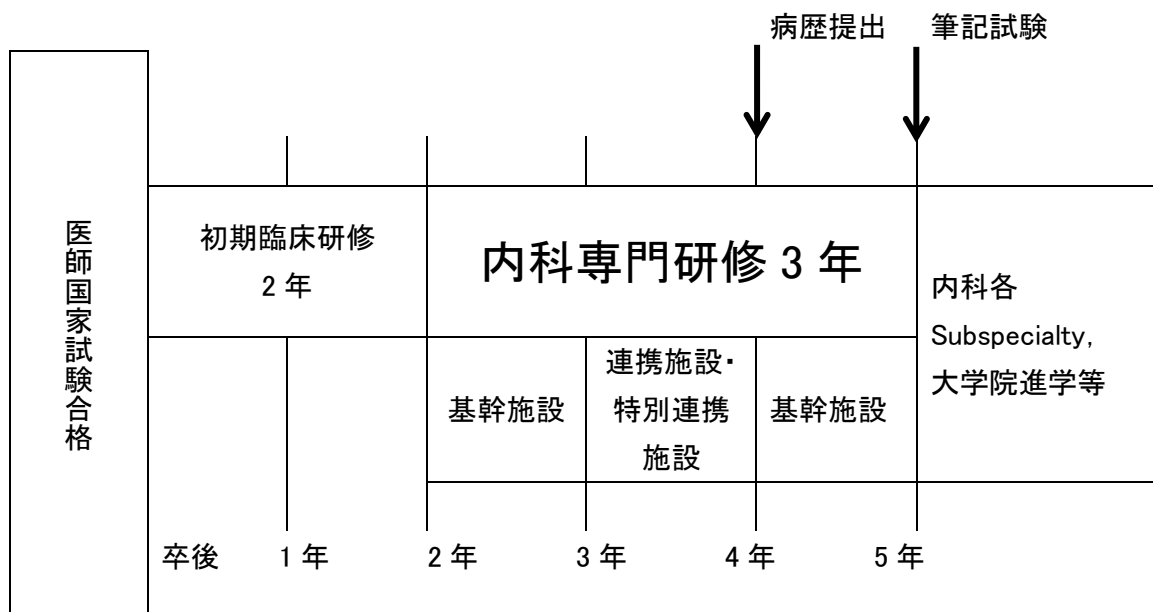 病歴提出
筆記試験
医師国家試験合格
初期臨床研修
2 年
内科専門研修 3 年
内科各
Subspecialty,
大学院進学等
基幹施設
連携施設・
特別連携
施設
基幹施設
卒後
1 年
2 年
3 年
4 年
5 年